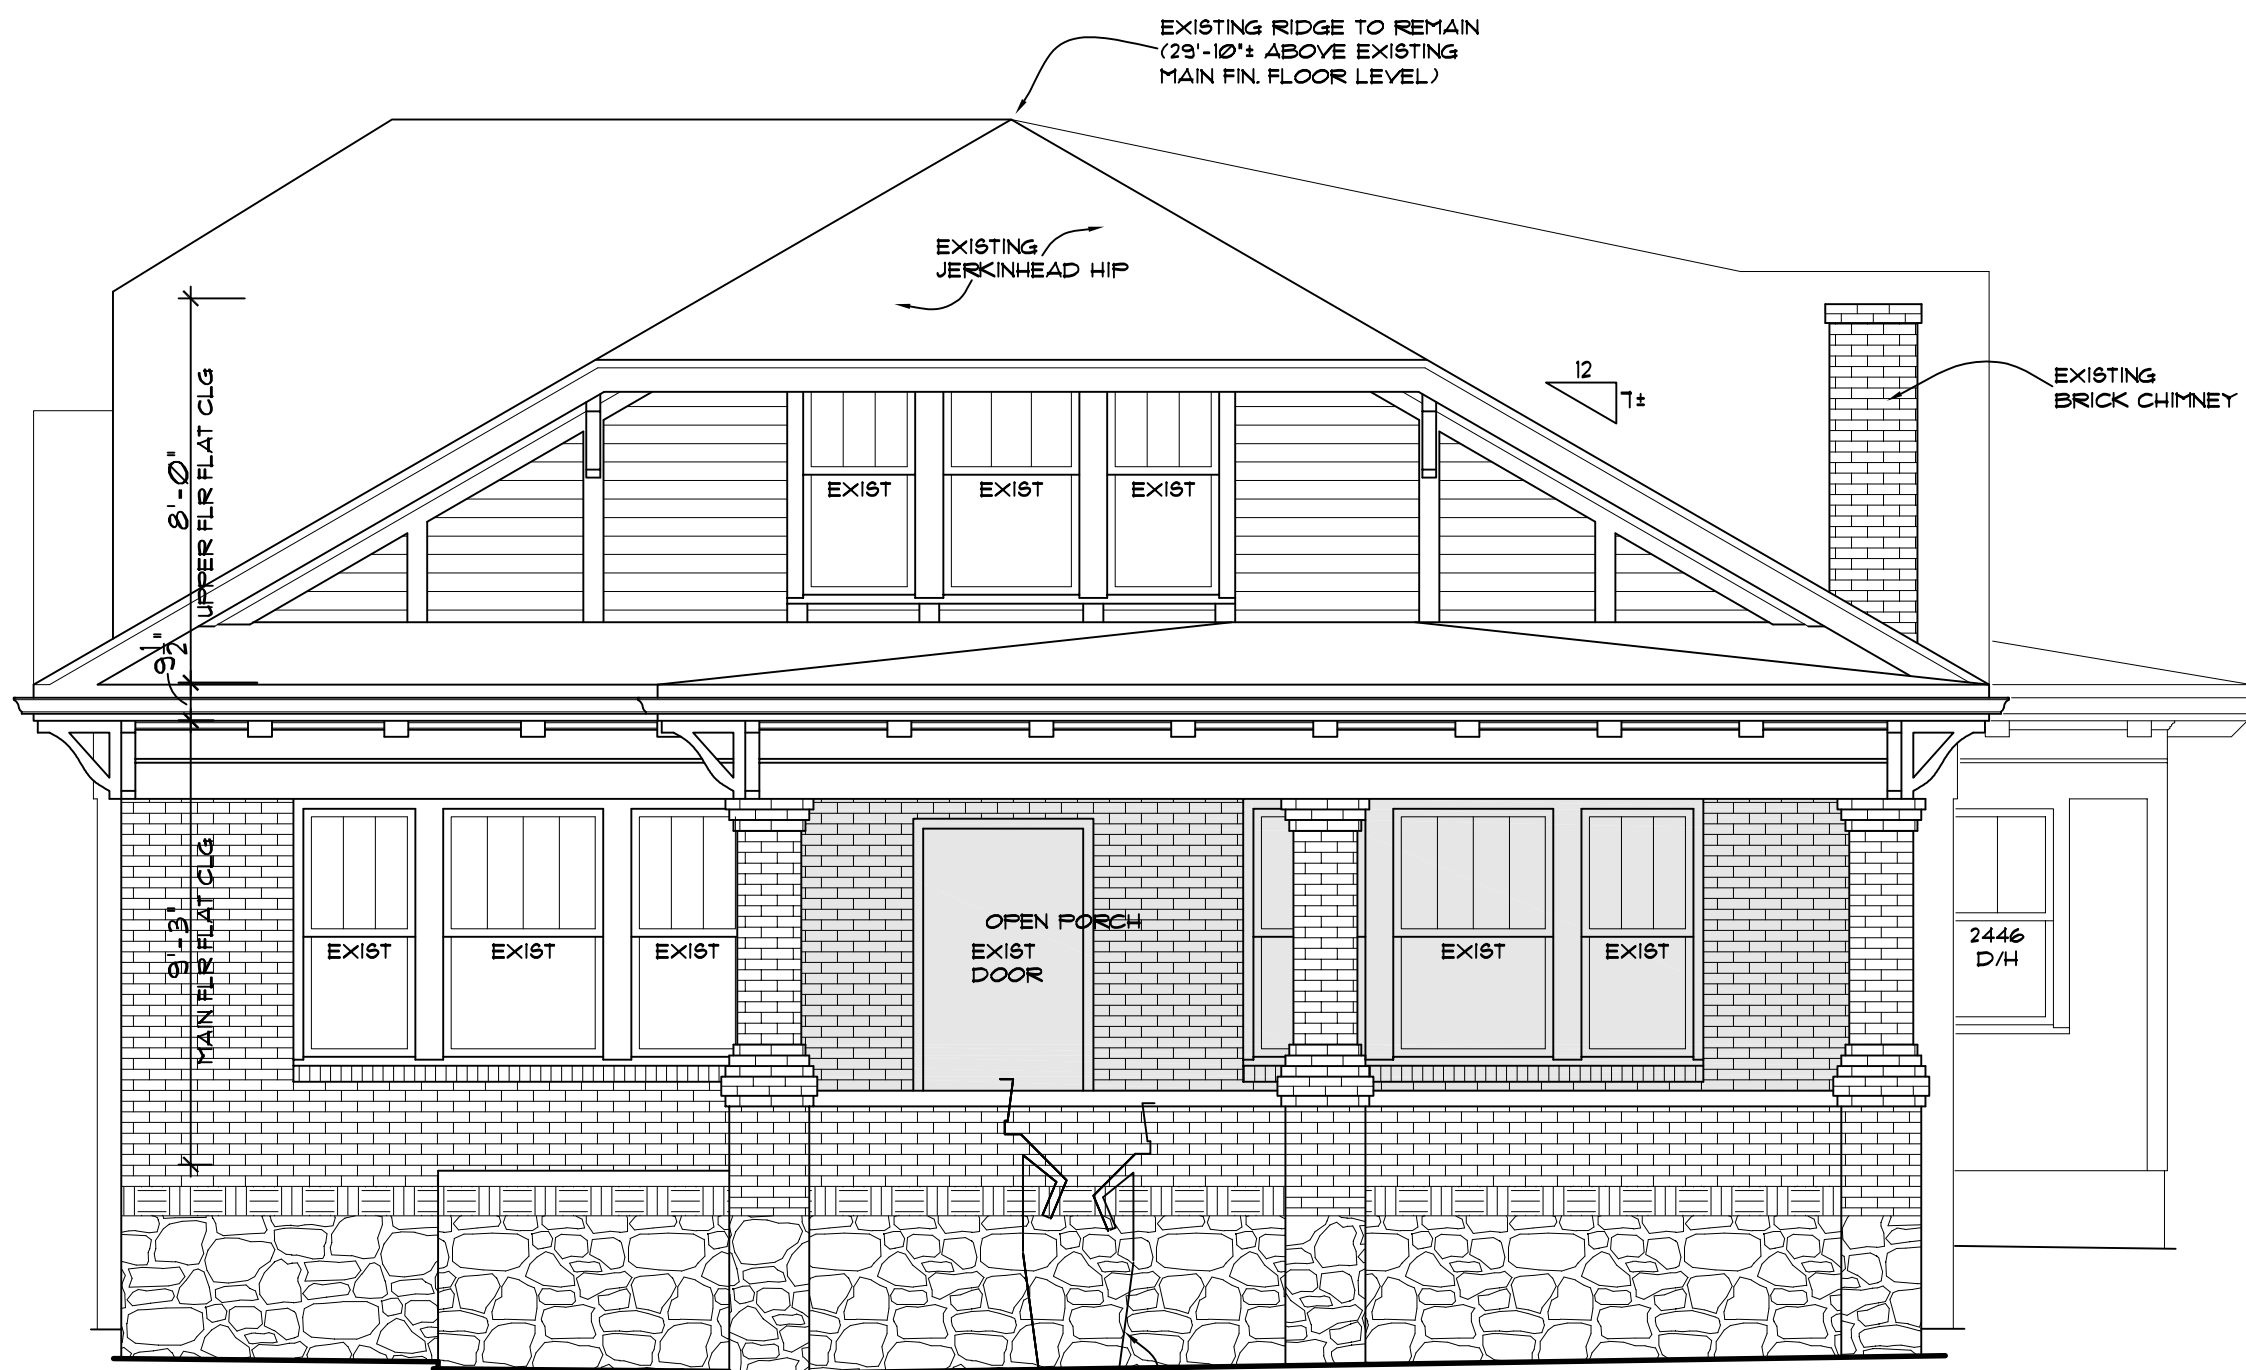 EXISTING RIDGE TO REMAIN
(29'-10"± ABOVE EXISTING
MAIN FIN. FLOOR LEVEL)
EXISTING
JERKINHEAD HIP
12
7±
EXISTING
BRICK CHIMNEY
8'-0"
UPPER FLR FLAT CLG
EXIST
EXIST
EXIST
9 1/2"
9'-3"
MAIN FLR FLAT CLG
EXIST
EXIST
EXIST
OPEN PORCH
EXIST
DOOR
EXIST
EXIST
2446
D/H